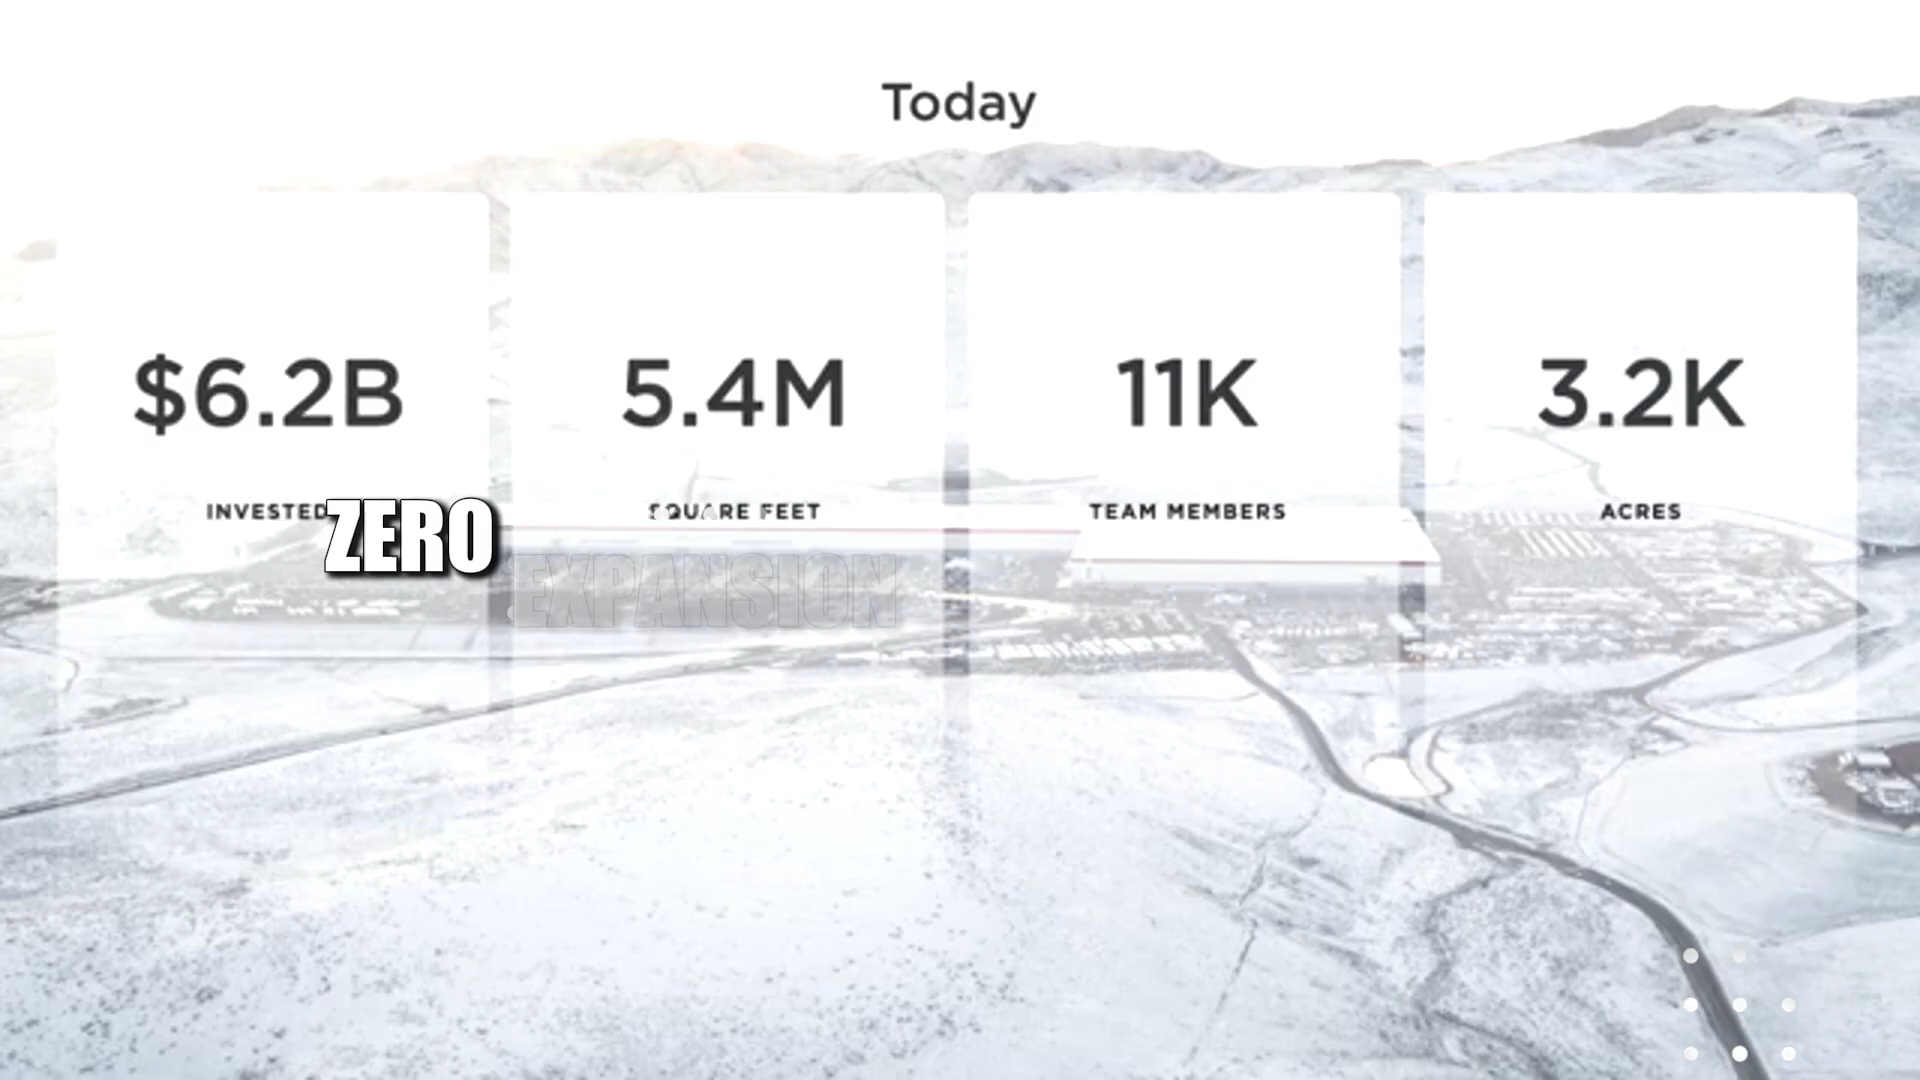 Today
$6.2B
5.4M
11K
3.2K
INVESTED
SQUARE FEET
TEAM MEMBERS
ACRES
ZERO
EXPANSION